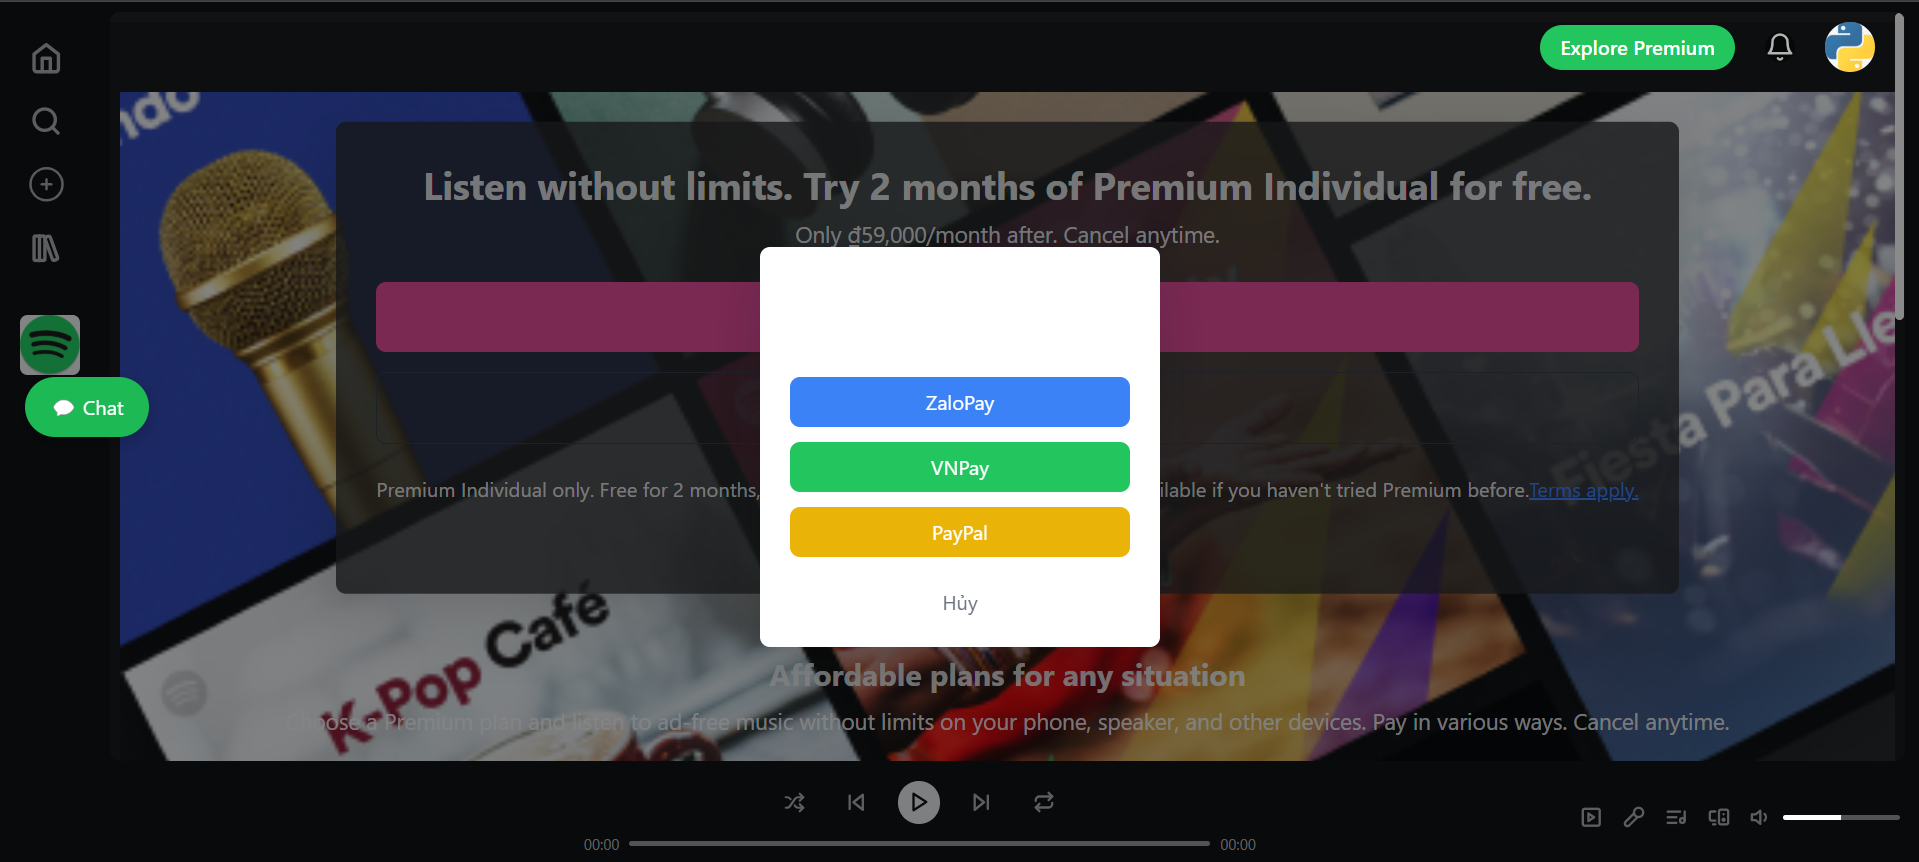 Explore Premium
ndo
Listen without limits. Try 2 months of Premium Individual for free.
Only ₫59,000/month after. Cancel anytime.
ZaloPay
Chat
VNPay
Premium Individual only. Free for 2 months,
ilable if you haven't tried Premium before.Terms apply.
PayPal
Fiesta Para Lle
Hủy
K-Pop Café
Affordable plans for any situation
Choose a Premium plan and listen to ad-free music without limits on your phone, speaker, and other devices. Pay in various ways. Cancel anytime.
00:00
00:00